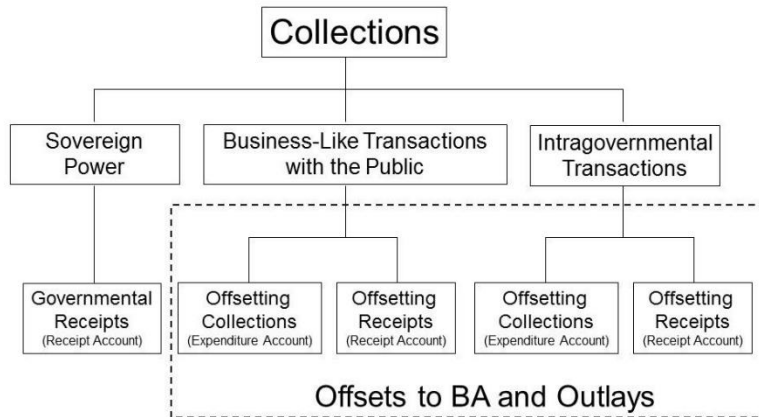 Collections
Sovereign
Power
Business-Like Transactions
with the Public
Intragovernmental
Transactions
Governmental
Receipts
(Receipt Account)
Offsetting
Collections
(Expenditure Account)
Offsetting
Receipts
(Receipt Account)
Offsetting
Collections
(Expenditure Account)
Offsetting
Receipts
(Receipt Account)
Offsets to BA and Outlays